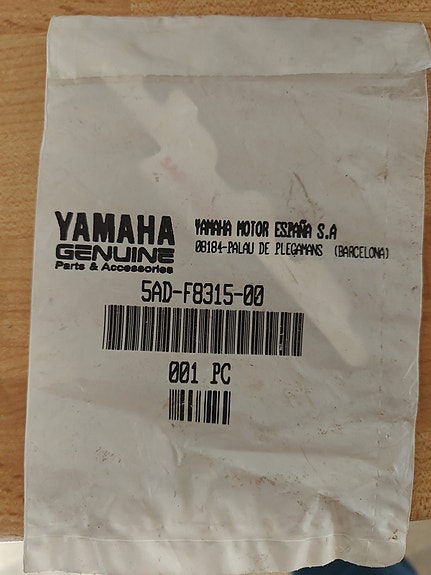 YAMAHA
GENUINE
Parts & Accessories
YAMAHA MOTOR ESPAÑA S.A
08184-PALAU DE PLEGAMANS (BARCELONA)
5AD-F8315-00
001 PC